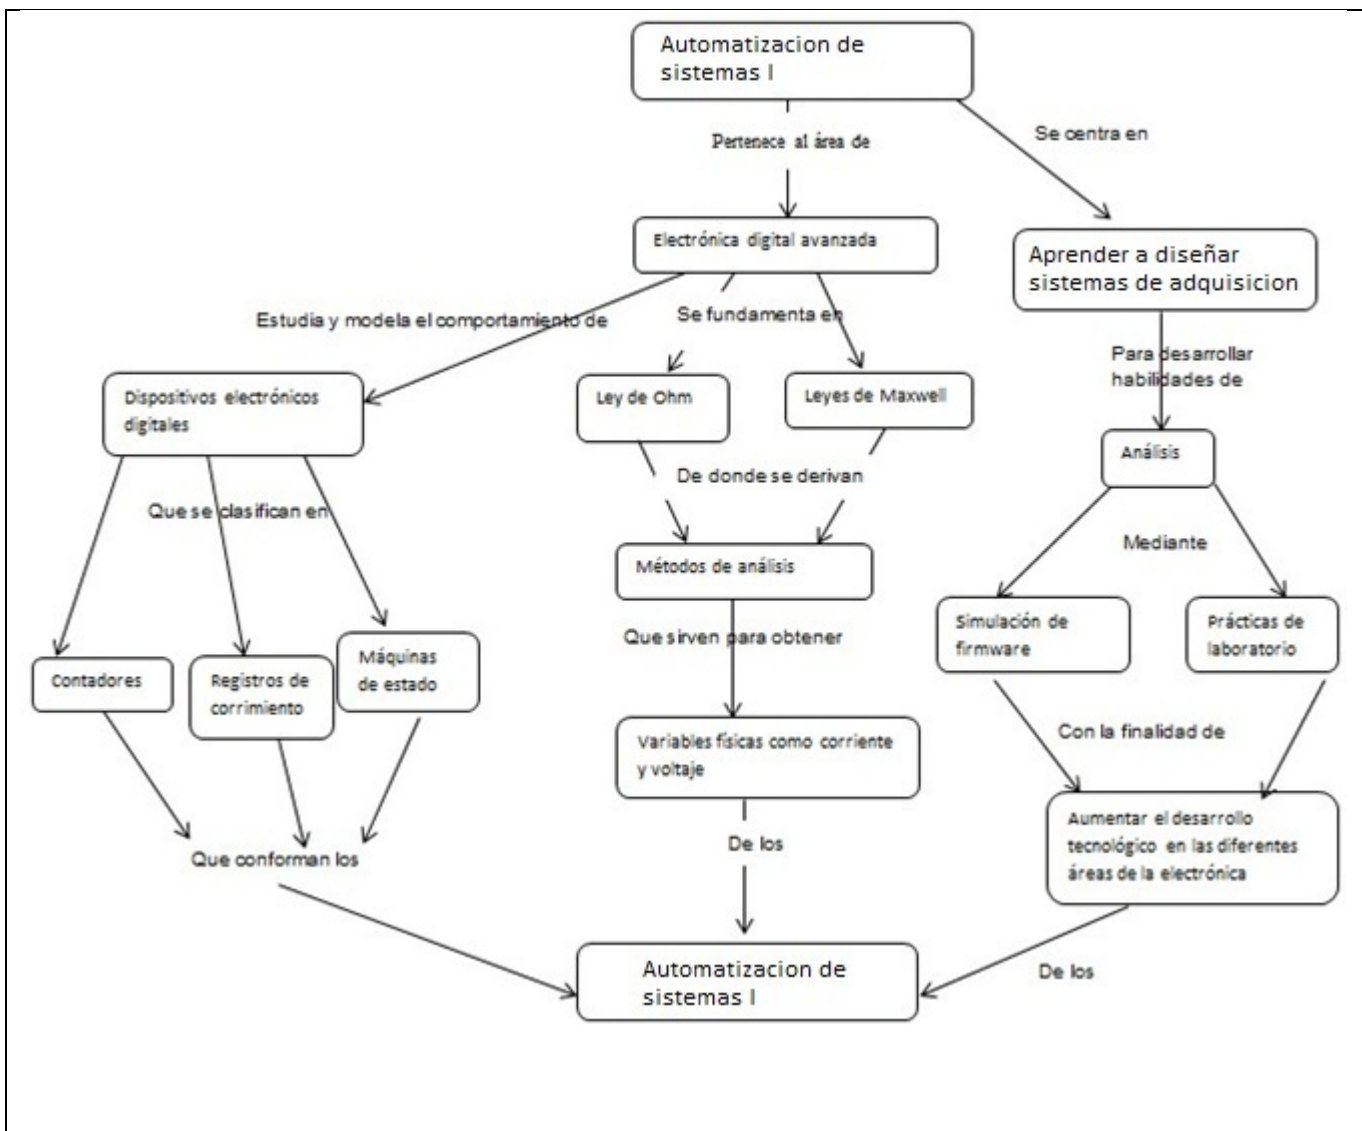 Automatizacion de
sistemas I
Pertenece al área de
Se centra en
Electrónica digital avanzada
Aprender a diseñar
sistemas de adquisicion
Estudia y modela el comportamiento de
Se fundamenta en
Para desarrollar
habilidades de
Dispositivos electrónicos
digitales
Ley de Ohm
Leyes de Maxwell
Análisis
Que se clasifican en
De donde se derivan
Mediante
Métodos de análisis
Contadores
Registros de
corrimiento
Máquinas
de estado
Que sirven para obtener
Simulación de
firmware
Prácticas de
laboratorio
Variables físicas como corriente
y voltaje
Con la finalidad de
Que conforman los
De los
Aumentar el desarrollo
tecnológico en las diferentes
áreas de la electrónica
Automatizacion de
sistemas I
De los